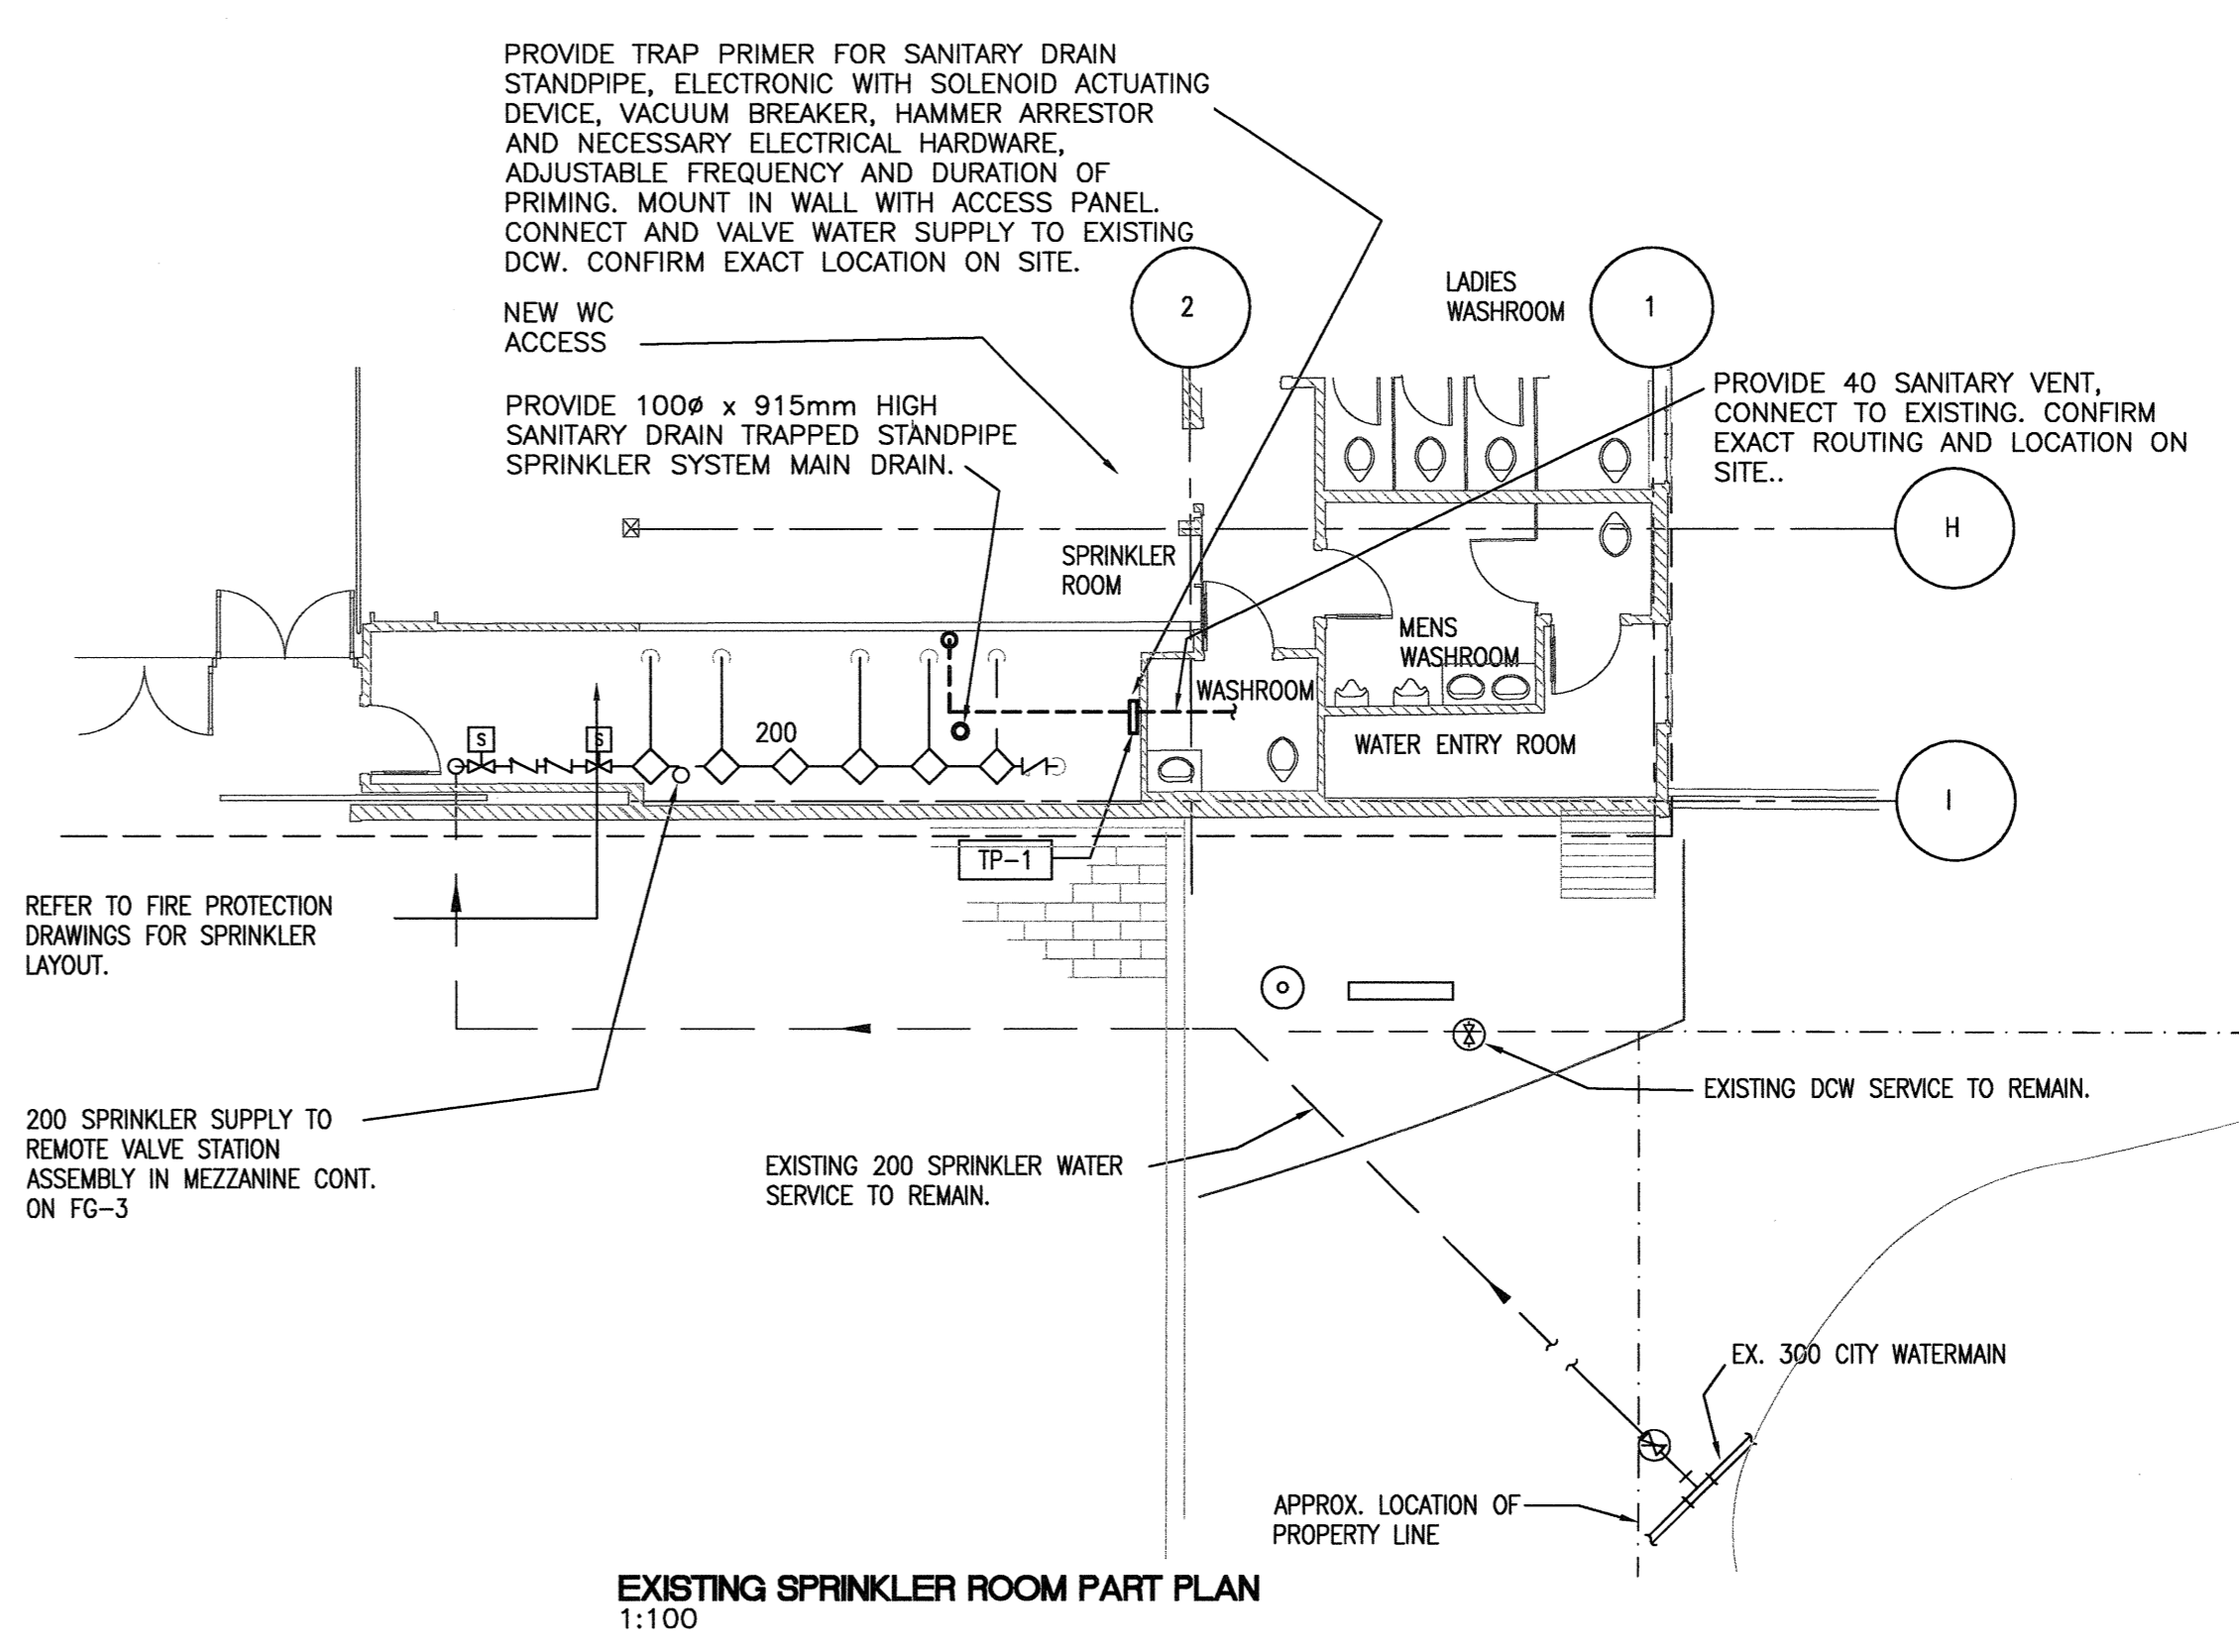 PROVIDE TRAP PRIMER FOR SANITARY DRAIN
STANDPIPE, ELECTRONIC WITH SOLENOID ACTUATING
DEVICE, VACUUM BREAKER, HAMMER ARRESTOR
AND NECESSARY ELECTRICAL HARDWARE,
ADJUSTABLE FREQUENCY AND DURATION OF
PRIMING. MOUNT IN WALL WITH ACCESS PANEL.
CONNECT AND VALVE WATER SUPPLY TO EXISTING
DCW. CONFIRM EXACT LOCATION ON SITE.
NEW WC
ACCESS
2
LADIES
WASHROOM
1
PROVIDE 40 SANITARY VENT,
CONNECT TO EXISTING. CONFIRM
EXACT ROUTING AND LOCATION ON
SITE..
PROVIDE 100ø x 915mm HIGH
SANITARY DRAIN TRAPPED STANDPIPE
SPRINKLER SYSTEM MAIN DRAIN.
H
SPRINKLER
ROOM
MENS
WASHROOM
WASHROOM
WATER ENTRY ROOM
S
S
200
I
TP-1
REFER TO FIRE PROTECTION
DRAWINGS FOR SPRINKLER
LAYOUT.
EXISTING DCW SERVICE TO REMAIN.
200 SPRINKLER SUPPLY TO
REMOTE VALVE STATION
ASSEMBLY IN MEZZANINE CONT.
ON FG-3
EXISTING 200 SPRINKLER WATER
SERVICE TO REMAIN.
EX. 300 CITY WATERMAIN
APPROX. LOCATION OF
PROPERTY LINE
EXISTING SPRINKLER ROOM PART PLAN
1:100